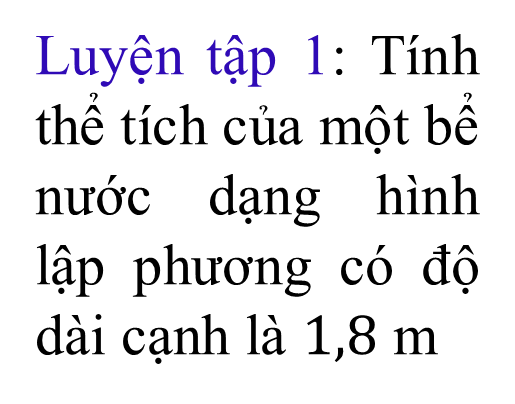 Luyện tập 1: Tính
thể tích của một bể
nước dạng hình
lập phương có độ
dài cạnh là 1,8 m